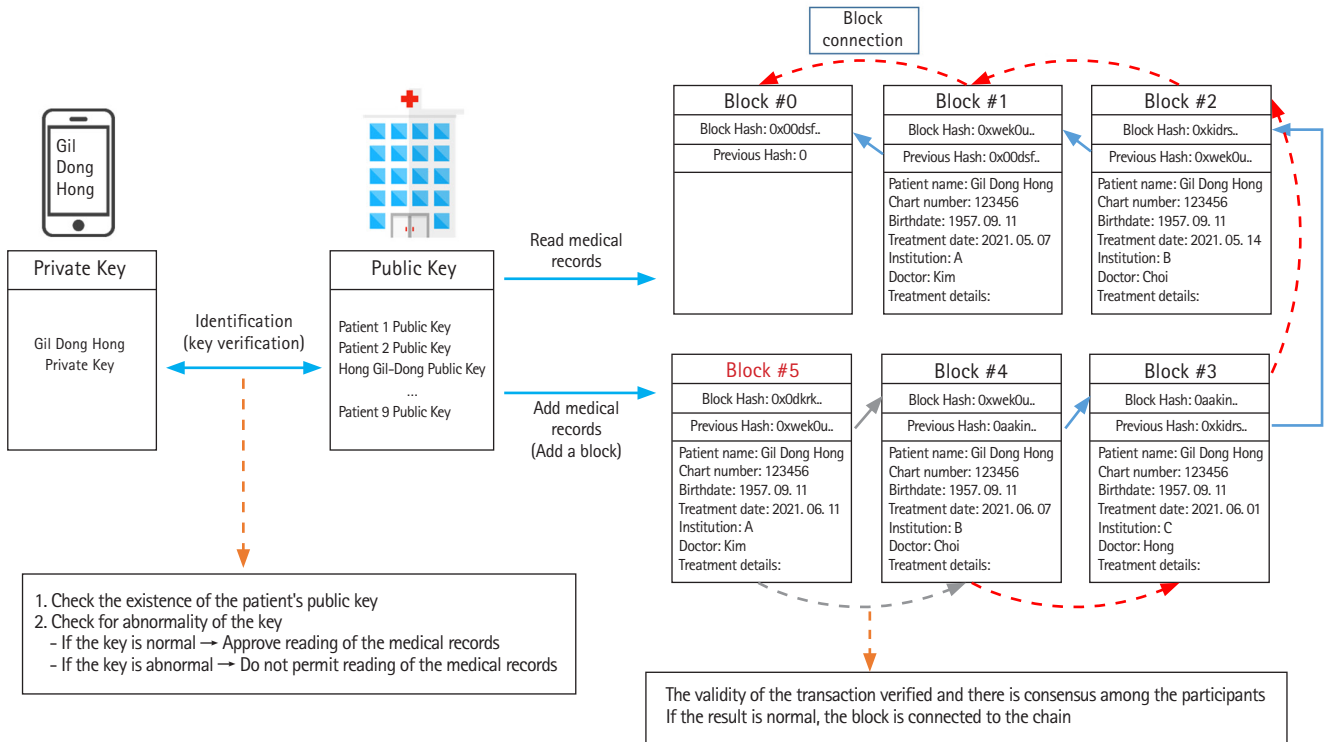 Block
connection
Gil
Dong
Hong
Private Key
Gil Dong Hong
Private Key
Identification
(key verification)
Public Key
Patient 1 Public Key
Patient 2 Public Key
Hong Gil-Dong Public Key
...
Patient 9 Public Key
Read medical
records
Add medical
records
(Add a block)
Block #0
Block Hash: 0x00dsf..
Previous Hash: 0
Block #1
Block Hash: 0xwek0u..
Previous Hash: 0x00dsf..
Patient name: Gil Dong Hong
Chart number: 123456
Birthdate: 1957. 09. 11
Treatment date: 2021. 05. 07
Institution: A
Doctor: Kim
Treatment details:
Block #2
Block Hash: 0xkidrs..
Previous Hash: 0xwek0u..
Patient name: Gil Dong Hong
Chart number: 123456
Birthdate: 1957. 09. 11
Treatment date: 2021. 05. 14
Institution: B
Doctor: Choi
Treatment details:
Block #5
Block Hash: 0x0dkrk..
Previous Hash: 0xwek0u..
Patient name: Gil Dong Hong
Chart number: 123456
Birthdate: 1957. 09. 11
Treatment date: 2021. 06. 11
Institution: A
Doctor: Kim
Treatment details:
Block #4
Block Hash: 0xwek0u..
Previous Hash: 0aakin..
Patient name: Gil Dong Hong
Chart number: 123456
Birthdate: 1957. 09. 11
Treatment date: 2021. 06. 07
Institution: B
Doctor: Choi
Treatment details:
Block #3
Block Hash: 0aakin..
Previous Hash: 0xkidrs..
Patient name: Gil Dong Hong
Chart number: 123456
Birthdate: 1957. 09. 11
Treatment date: 2021. 06. 01
Institution: C
Doctor: Hong
Treatment details:
1. Check the existence of the patient's public key
2. Check for abnormality of the key
- If the key is normal → Approve reading of the medical records
- If the key is abnormal → Do not permit reading of the medical records
The validity of the transaction verified and there is consensus among the participants
If the result is normal, the block is connected to the chain